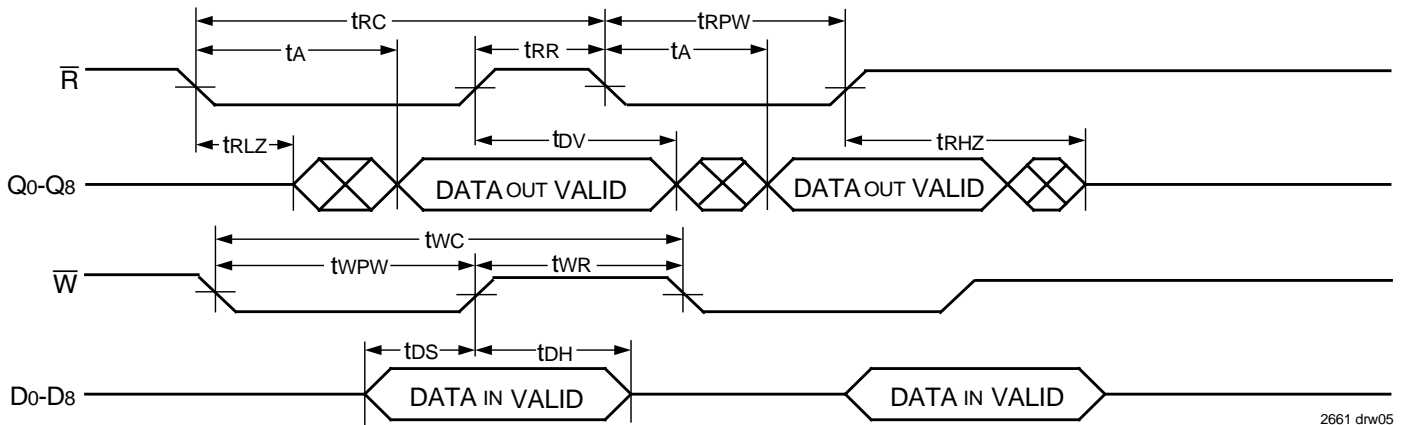 tRC tRPW
tA tRR tA
R̅
tRLZ tDV tRHZ
Q0-Q8 DATA OUT VALID DATA OUT VALID
tWC
tWPW tWR
W̅
tDS tDH
D0-D8 DATA IN VALID DATA IN VALID
2661 drw05